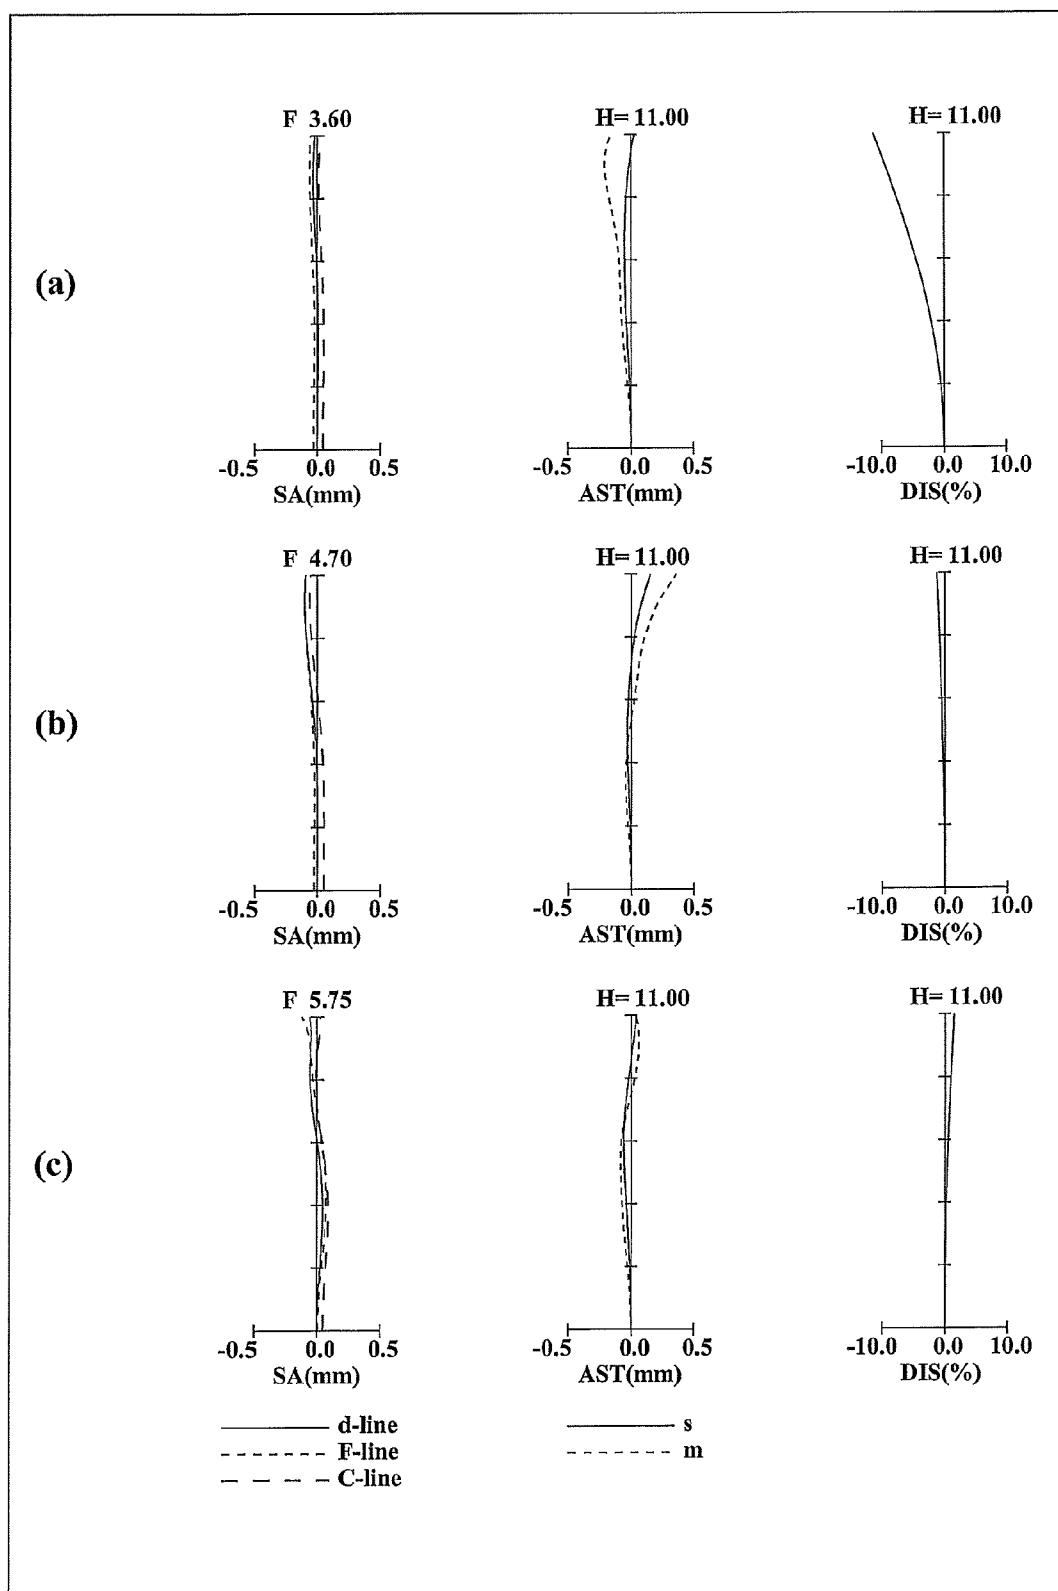 F 3.60 H= 11.00 H= 11.00
(a)
-0.5 0.0 0.5 -0.5 0.0 0.5 -10.0 0.0 10.0
SA(mm) AST(mm) DIS(%)
F 4.70 H= 11.00 H= 11.00
(b)
-0.5 0.0 0.5 -0.5 0.0 0.5 -10.0 0.0 10.0
SA(mm) AST(mm) DIS(%)
F 5.75 H= 11.00 H= 11.00
(c)
-0.5 0.0 0.5 -0.5 0.0 0.5 -10.0 0.0 10.0
SA(mm) AST(mm) DIS(%)
d-line s
F-line m
C-line